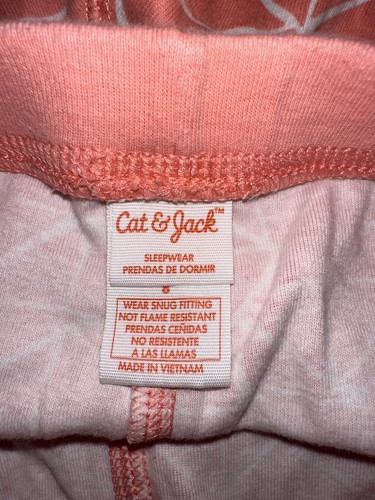 Cat & Jack™
SLEEPWEAR
PRENDAS DE DORMIR
WEAR SNUG FITTING
NOT FLAME RESISTANT
PRENDAS CEÑIDAS
NO RESISTENTE
A LAS LLAMAS
MADE IN VIETNAM